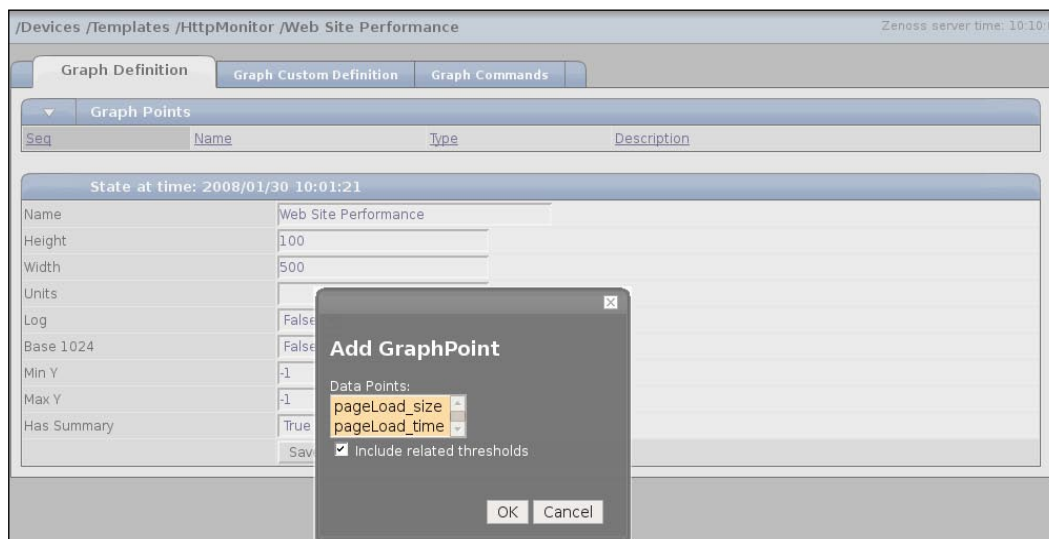 /Devices /Templates /HttpMonitor /Web Site Performance Zenoss server time: 10:10:
Graph Definition Graph Custom Definition Graph Commands
Graph Points
Seq Name Type Description
State at time: 2008/01/30 10:01:21
Name Web Site Performance
Height 100
Width 500
Units
Log False
Base 1024 False
Min Y -1
Max Y -1
Has Summary True
Sav
Add GraphPoint
Data Points:
pageLoad_size
pageLoad_time
Include related thresholds
OK Cancel